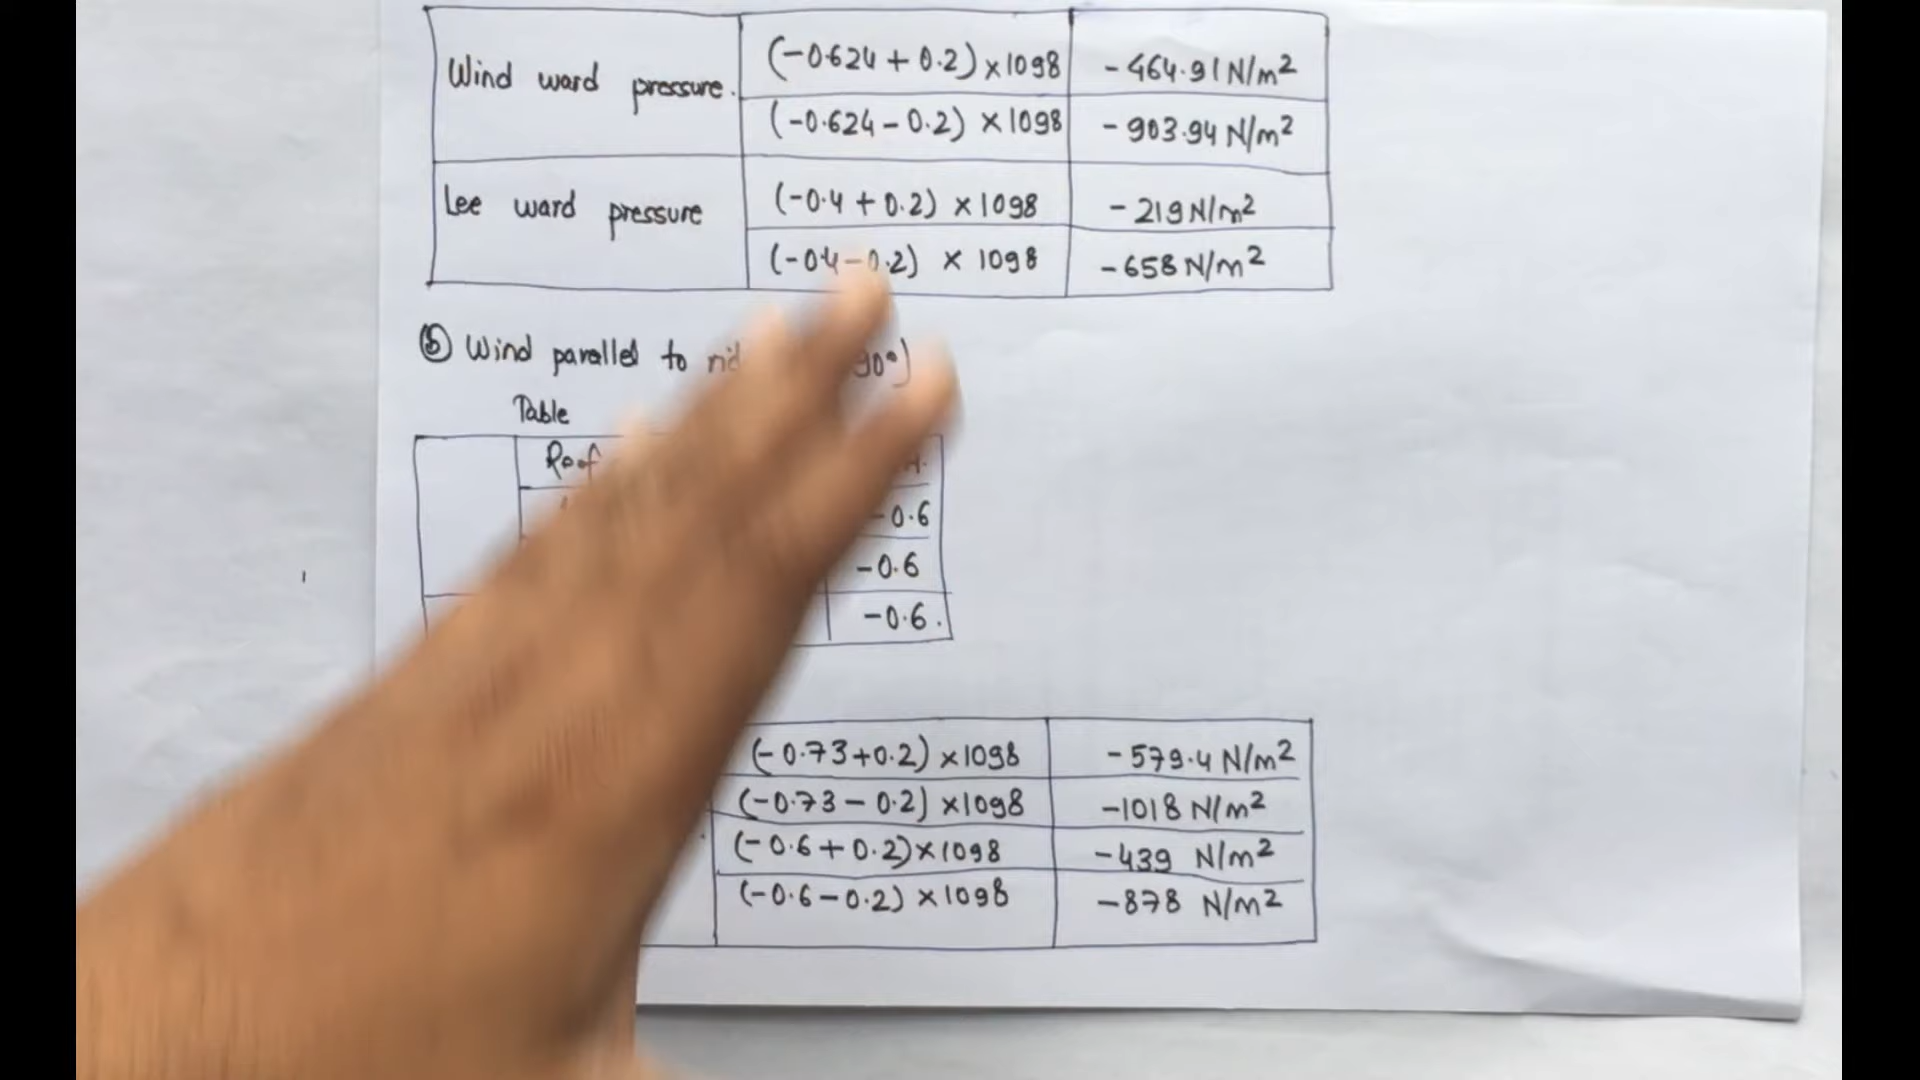 Wind ward pressure.
(-0.624 + 0.2) ×1098
-464.91 N/m²
(-0.624 - 0.2) ×1098
-903.94 N/m²
Lee ward pressure
(-0.4 + 0.2) ×1098
-219 N/m²
(-0.4 - 0.2) × 1098
-658 N/m²
⑤ Wind parallel to 90°)
Table
Roof
-0.6
-0.6
-0.6.
(-0.73+0.2) ×1098
-579.4 N/m²
(-0.73 - 0.2) ×1098
-1018 N/m²
(-0.6 + 0.2)×1098
-439 N/m²
(-0.6 - 0.2) ×1098
-878 N/m²